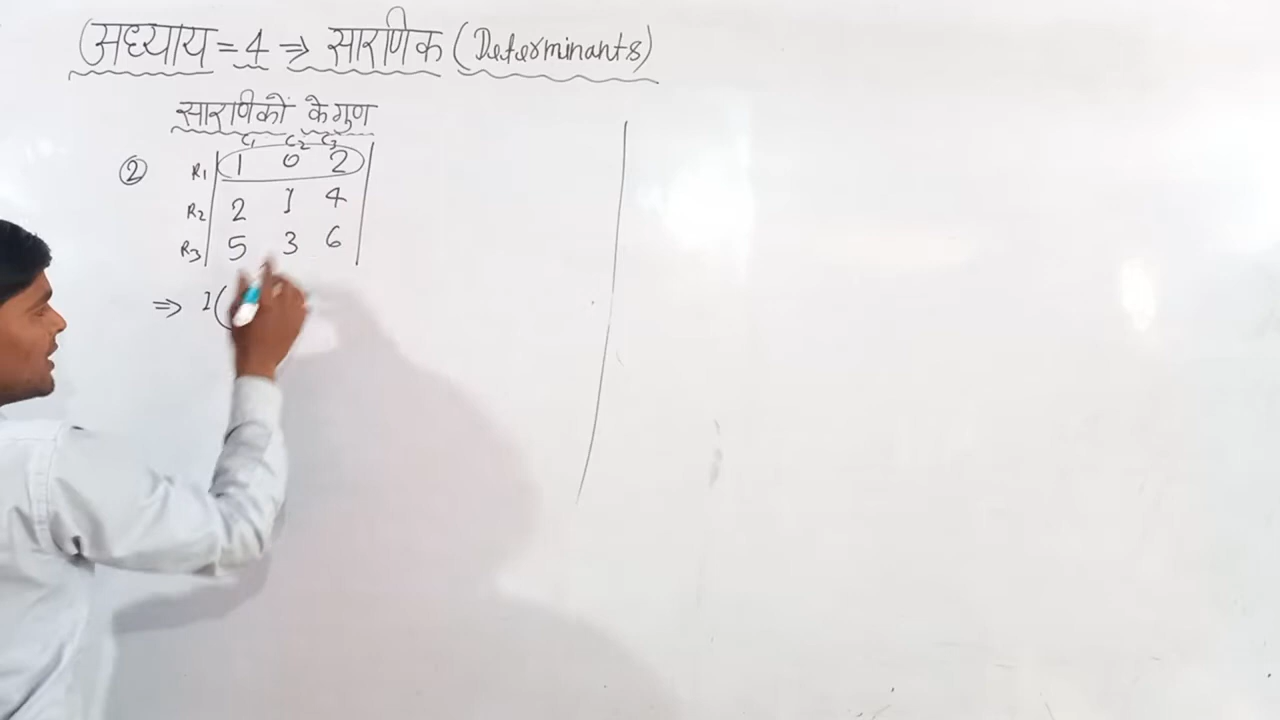 (अध्याय = 4 ⇒ सारणिक (Determinants)
सारणिकों के गुण
C₁ C₂ C₃
② R₁ | 1 0 2 |
R₂ | 2 1 4 |
R₃ | 5 3 6 |
⇒ 1(